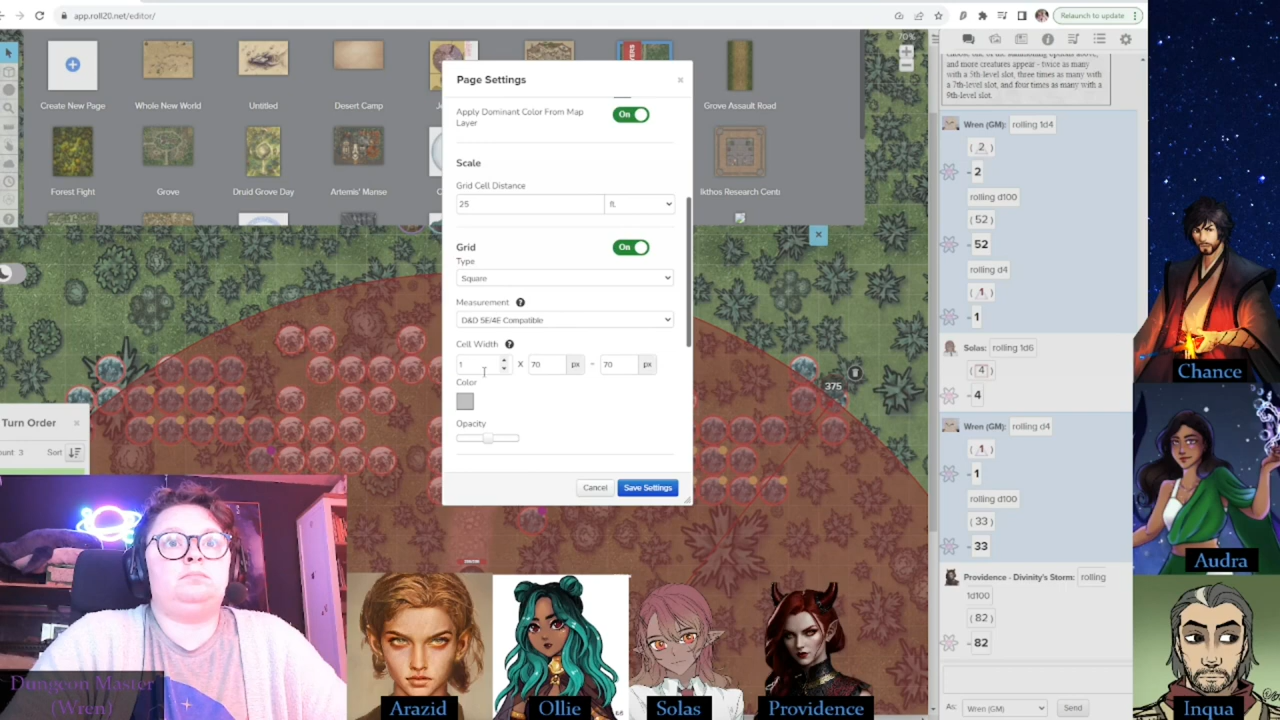 app.roll20.net/editor/
Relaunch to update
70%
Create New Page
Whole New World
Untitled
Desert Camp
Grove Assault Road
Forest Fight
Grove
Druid Grove Day
Artemis' Manse
Ikthos Research Cente
Page Settings
×
Apply Dominant Color From Map
Layer
On
Scale
Grid Cell Distance
25
ft.
Grid
On
Type
Square
Measurement
D&D 5E/4E Compatible
Cell Width
1
X
70
px
=
70
px
Color
Opacity
Cancel
Save Settings
375
Turn Order
×
ount: 3
Sort
and more creatures appear - twice as many
with a 5th-level slot, three times as many with
a 7th-level slot, and four times as many with a
9th-level slot.
Wren (GM): rolling 1d4
(2)
=2
rolling d100
(52)
=52
rolling d4
(1)
=1
Solas: rolling 1d6
(4)
=4
Wren (GM): rolling d4
(1)
=1
rolling d100
(33)
=33
Providence - Divinity's Storm: rolling
1d100
(82)
=82
As:
Wren (GM)
Send
Chance
Audra
Inqua
Dungeon Master
(Wren)
Arazid
Ollie
Solas
Providence